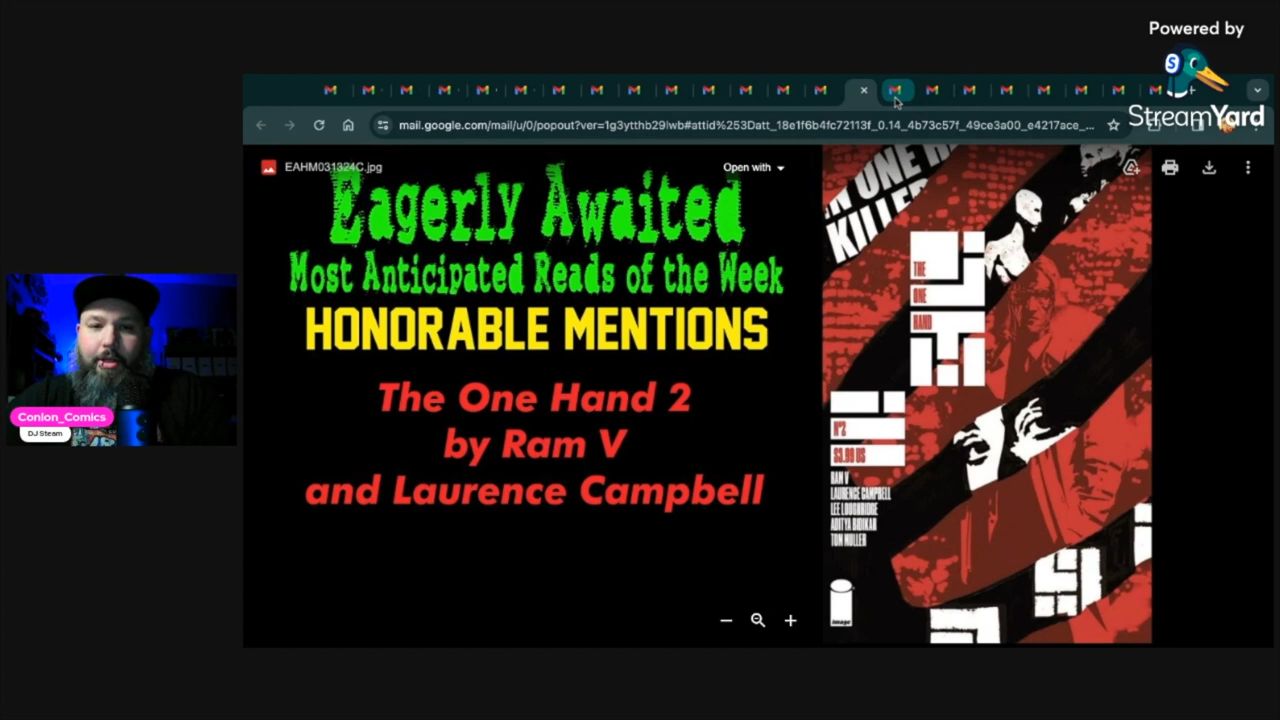 Powered by
StreamYard
mail.google.com/mail/u/0/popout?ver=1g3ytthb29lwb#attid%253Datt_18e1f6b4fc72113f_0.14_4b73c57f_49ce3a00_e4217ace_...
EAHM031324C.jpg
Open with
Eagerly Awaited
Most Anticipated Reads of the Week
HONORABLE MENTIONS
The One Hand 2
by Ram V
and Laurence Campbell
KILLER
THE
ONE
HAND
Nº2
$3.99 US
RAM V
LAURENCE CAMPBELL
LEE LOUGHRIDGE
ADITYA BIDIKAR
TOM MULLER
image
Conlon_Comics
DJ Steam